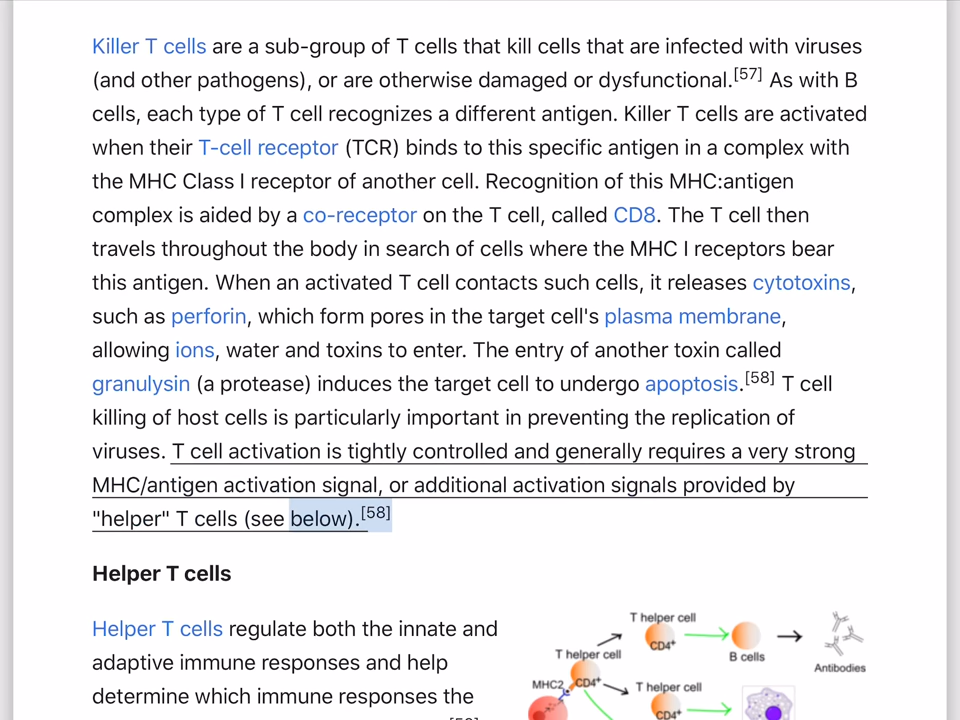 Killer T cells are a sub-group of T cells that kill cells that are infected with viruses
(and other pathogens), or are otherwise damaged or dysfunctional.[57] As with B
cells, each type of T cell recognizes a different antigen. Killer T cells are activated
when their T-cell receptor (TCR) binds to this specific antigen in a complex with
the MHC Class I receptor of another cell. Recognition of this MHC:antigen
complex is aided by a co-receptor on the T cell, called CD8. The T cell then
travels throughout the body in search of cells where the MHC I receptors bear
this antigen. When an activated T cell contacts such cells, it releases cytotoxins,
such as perforin, which form pores in the target cell's plasma membrane,
allowing ions, water and toxins to enter. The entry of another toxin called
granulysin (a protease) induces the target cell to undergo apoptosis.[58] T cell
killing of host cells is particularly important in preventing the replication of
viruses. T cell activation is tightly controlled and generally requires a very strong
MHC/antigen activation signal, or additional activation signals provided by
"helper" T cells (see below).[58]
Helper T cells
Helper T cells regulate both the innate and
adaptive immune responses and help
determine which immune responses the
T helper cell
CD4+
B cells
Antibodies
T helper cell
MHC2
CD4+
T helper cell
CD4+